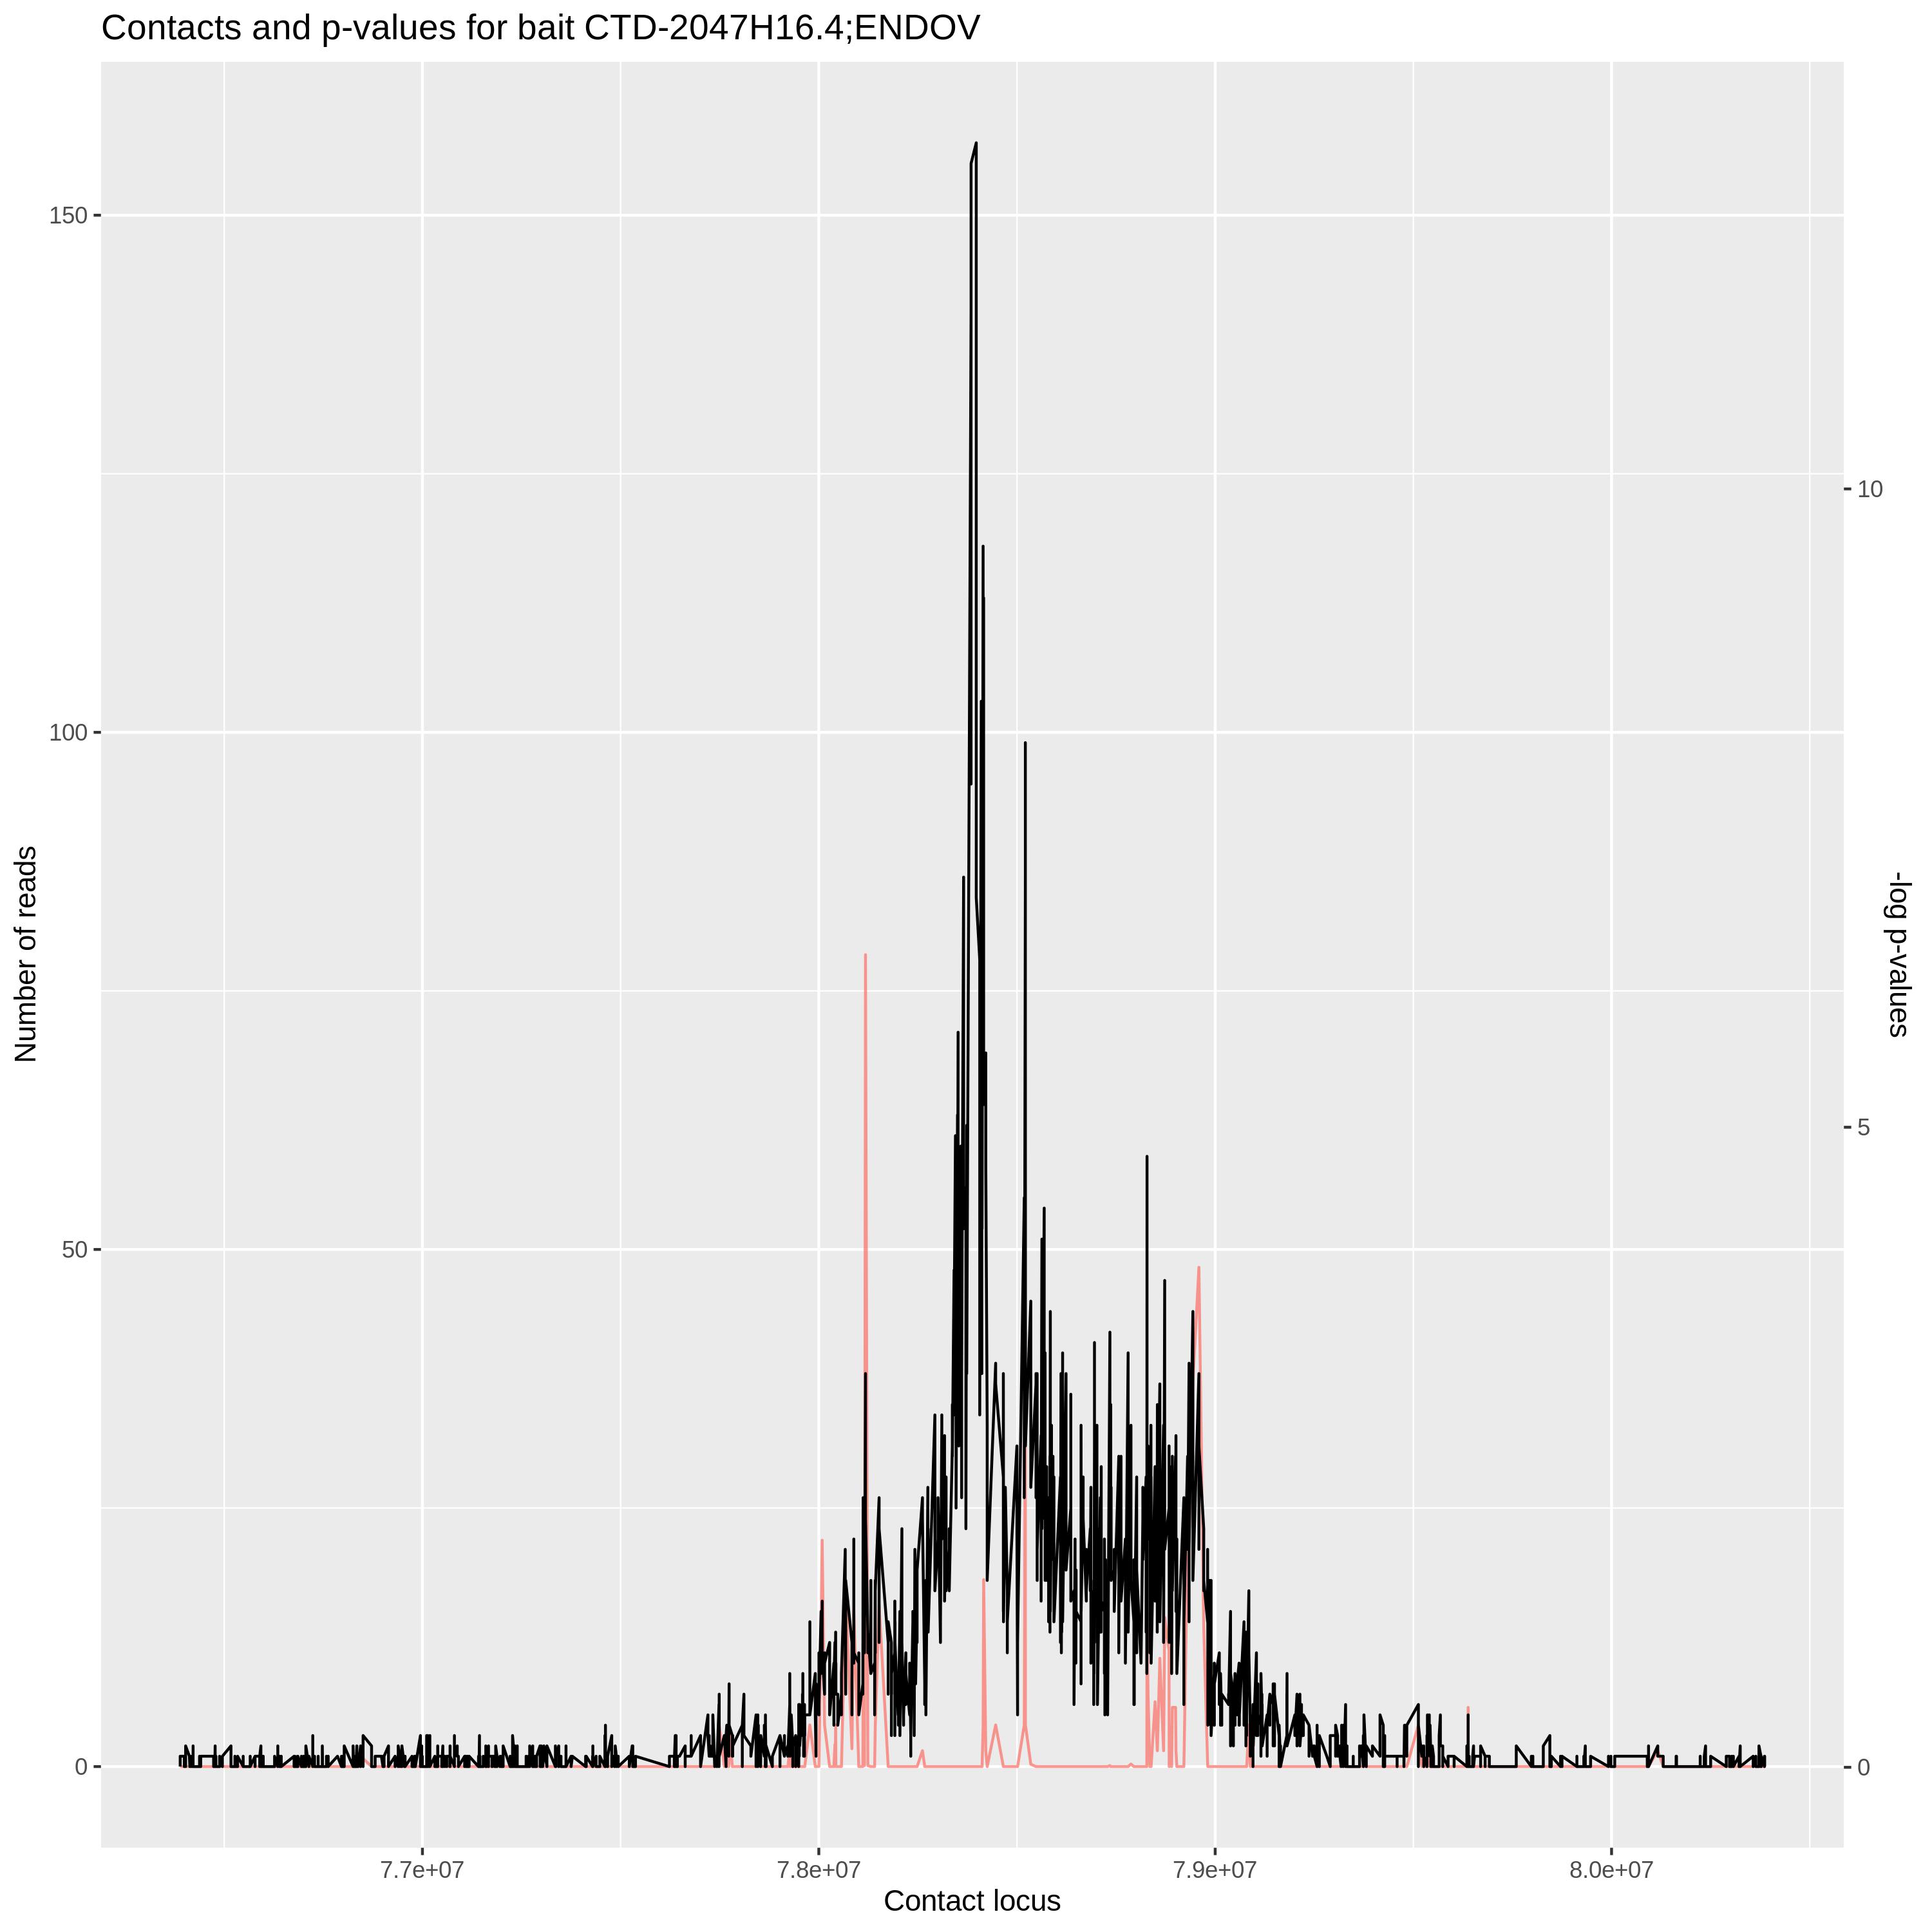 Contacts and p-values for bait CTD-2047H16.4;ENDOV
150
100
50
0
Number of reads
10
5
0
-log p-values
7.7e+07
7.8e+07
7.9e+07
8.0e+07
Contact locus